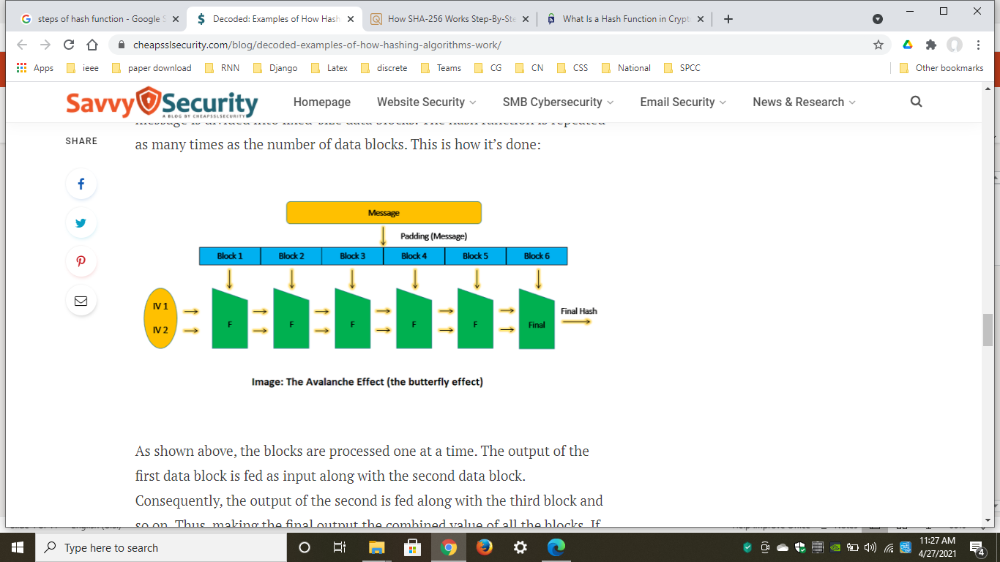 steps of hash function - Google S
Decoded: Examples of How Hash
How SHA-256 Works Step-By-Ste
What Is a Hash Function in Crypt
cheapsslsecurity.com/blog/decoded-examples-of-how-hashing-algorithms-work/
Apps ieee paper download RNN Django Latex discrete Teams CG CN CSS National SPCC Other bookmarks
SavvySecurity
A BLOG BY CHEAPSSLSECURITY
Homepage Website Security SMB Cybersecurity Email Security News & Research
SHARE
message is divided into fixed-size data blocks. The hash function is repeated
as many times as the number of data blocks. This is how it’s done:
Message
Padding (Message)
Block 1 Block 2 Block 3 Block 4 Block 5 Block 6
IV 1
IV 2
F F F F F Final
Final Hash
Image: The Avalanche Effect (the butterfly effect)
As shown above, the blocks are processed one at a time. The output of the
first data block is fed as input along with the second data block.
Consequently, the output of the second is fed along with the third block and
so on. Thus, making the final output the combined value of all the blocks. If
Help Improve Office Notes
Type here to search
11:27 AM
4/27/2021
4